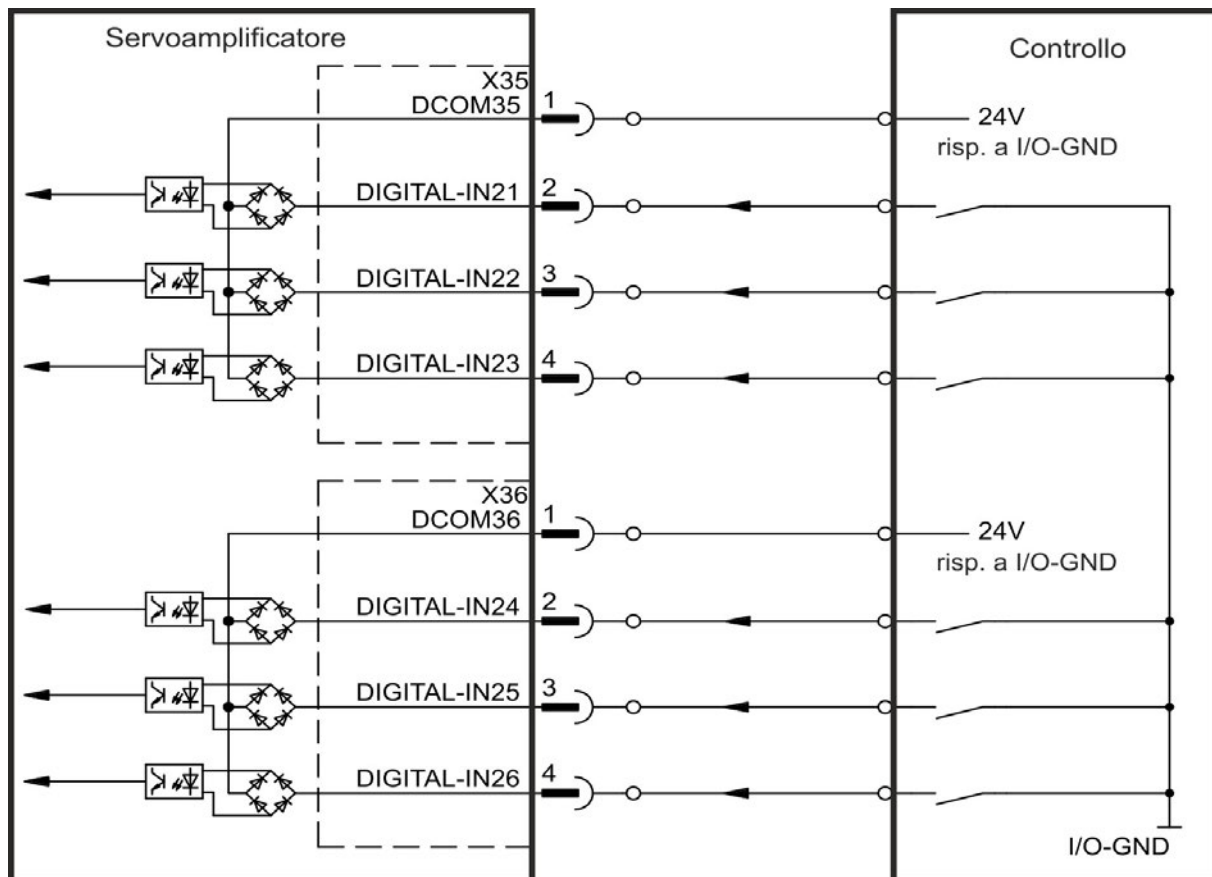 Servoamplificatore
Controllo
X35
DCOM35
1
24V
risp. a I/O-GND
DIGITAL-IN21
2
DIGITAL-IN22
3
DIGITAL-IN23
4
X36
DCOM36
1
24V
risp. a I/O-GND
DIGITAL-IN24
2
DIGITAL-IN25
3
DIGITAL-IN26
4
I/O-GND